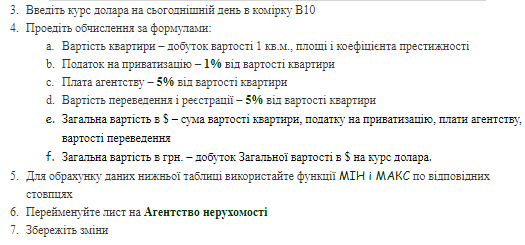 3. Введіть курс долара на сьогоднішній день в комірку B10
4. Проедіть обчислення за формулами:
a. Вартість квартири – добуток вартості 1 кв.м., площі і коефіцієнта престижності
b. Податок на приватизацію – 1% від вартості квартири
c. Плата агентству – 5% від вартості квартири
d. Вартість переведення і реєстрації – 5% від вартості квартири
e. Загальна вартість в $ – сума вартості квартири, податку на приватизацію, плати агентству,
вартості переведення
f. Загальна вартість в грн. – добуток Загальної вартості в $ на курс долара.
5. Для обрахунку даних нижньої таблиці використайте функції МІН і МАКС по відповідних
стовпцях
6. Перейменуйте лист на Агентство нерухомості
7. Збережіть зміни